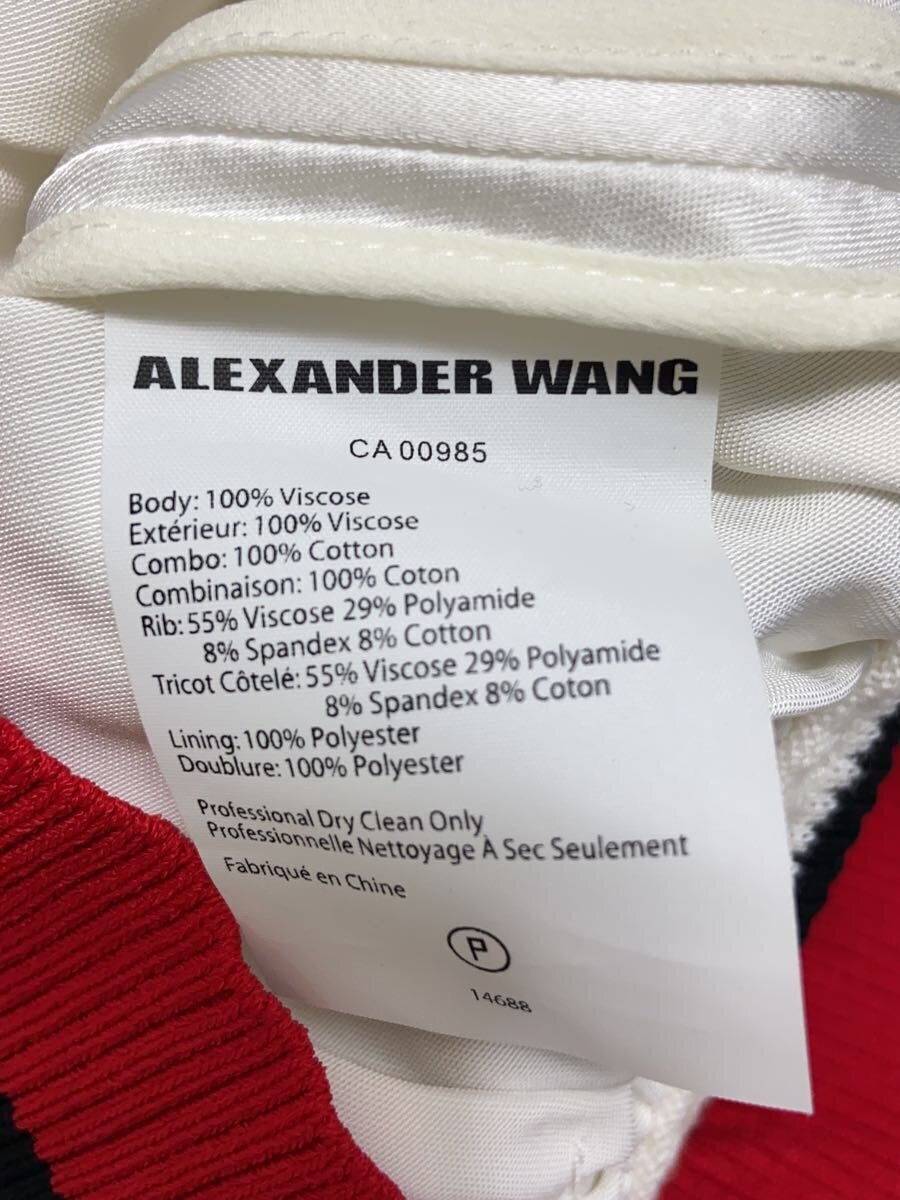 ALEXANDER WANG
CA 00985
Body: 100% Viscose
Extérieur: 100% Viscose
Combo: 100% Cotton
Combinaison: 100% Coton
Rib: 55% Viscose 29% Polyamide
8% Spandex 8% Cotton
Tricot Côtelé: 55% Viscose 29% Polyamide
8% Spandex 8% Coton
Lining: 100% Polyester
Doublure: 100% Polyester
Professional Dry Clean Only
Professionnelle Nettoyage À Sec Seulement
Fabriqué en Chine
P
14688